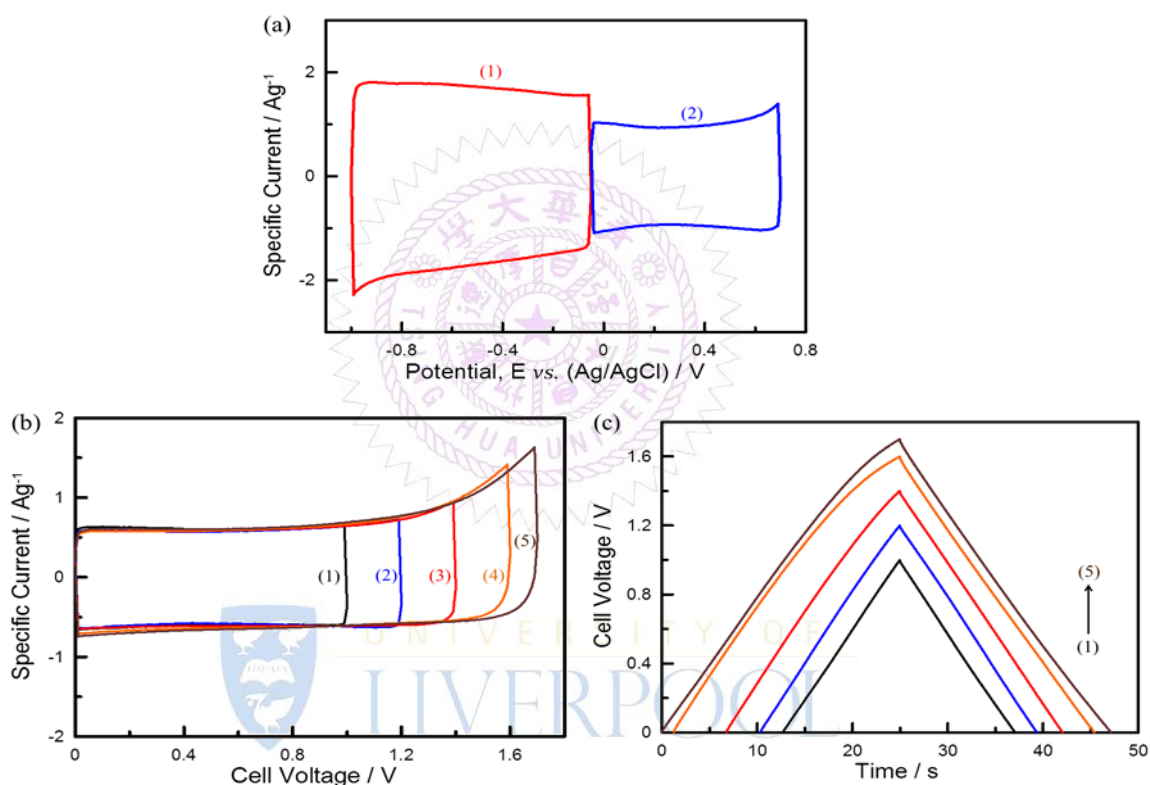 (a)
Specific Current / Ag⁻¹
2
0
-2
(1)
(2)
-0.8 -0.4 0 0.4 0.8
Potential, E vs. (Ag/AgCl) / V
(b)
Specific Current / Ag⁻¹
2
1
0
-1
-2
(1) (2) (3) (4) (5)
0 0.4 0.8 1.2 1.6
Cell Voltage / V
(c)
Cell Voltage / V
1.6
1.2
0.8
0.4
0
(5)
(1)
0 10 20 30 40 50
Time / s
UNIVERSITY OF
LIVERPOOL